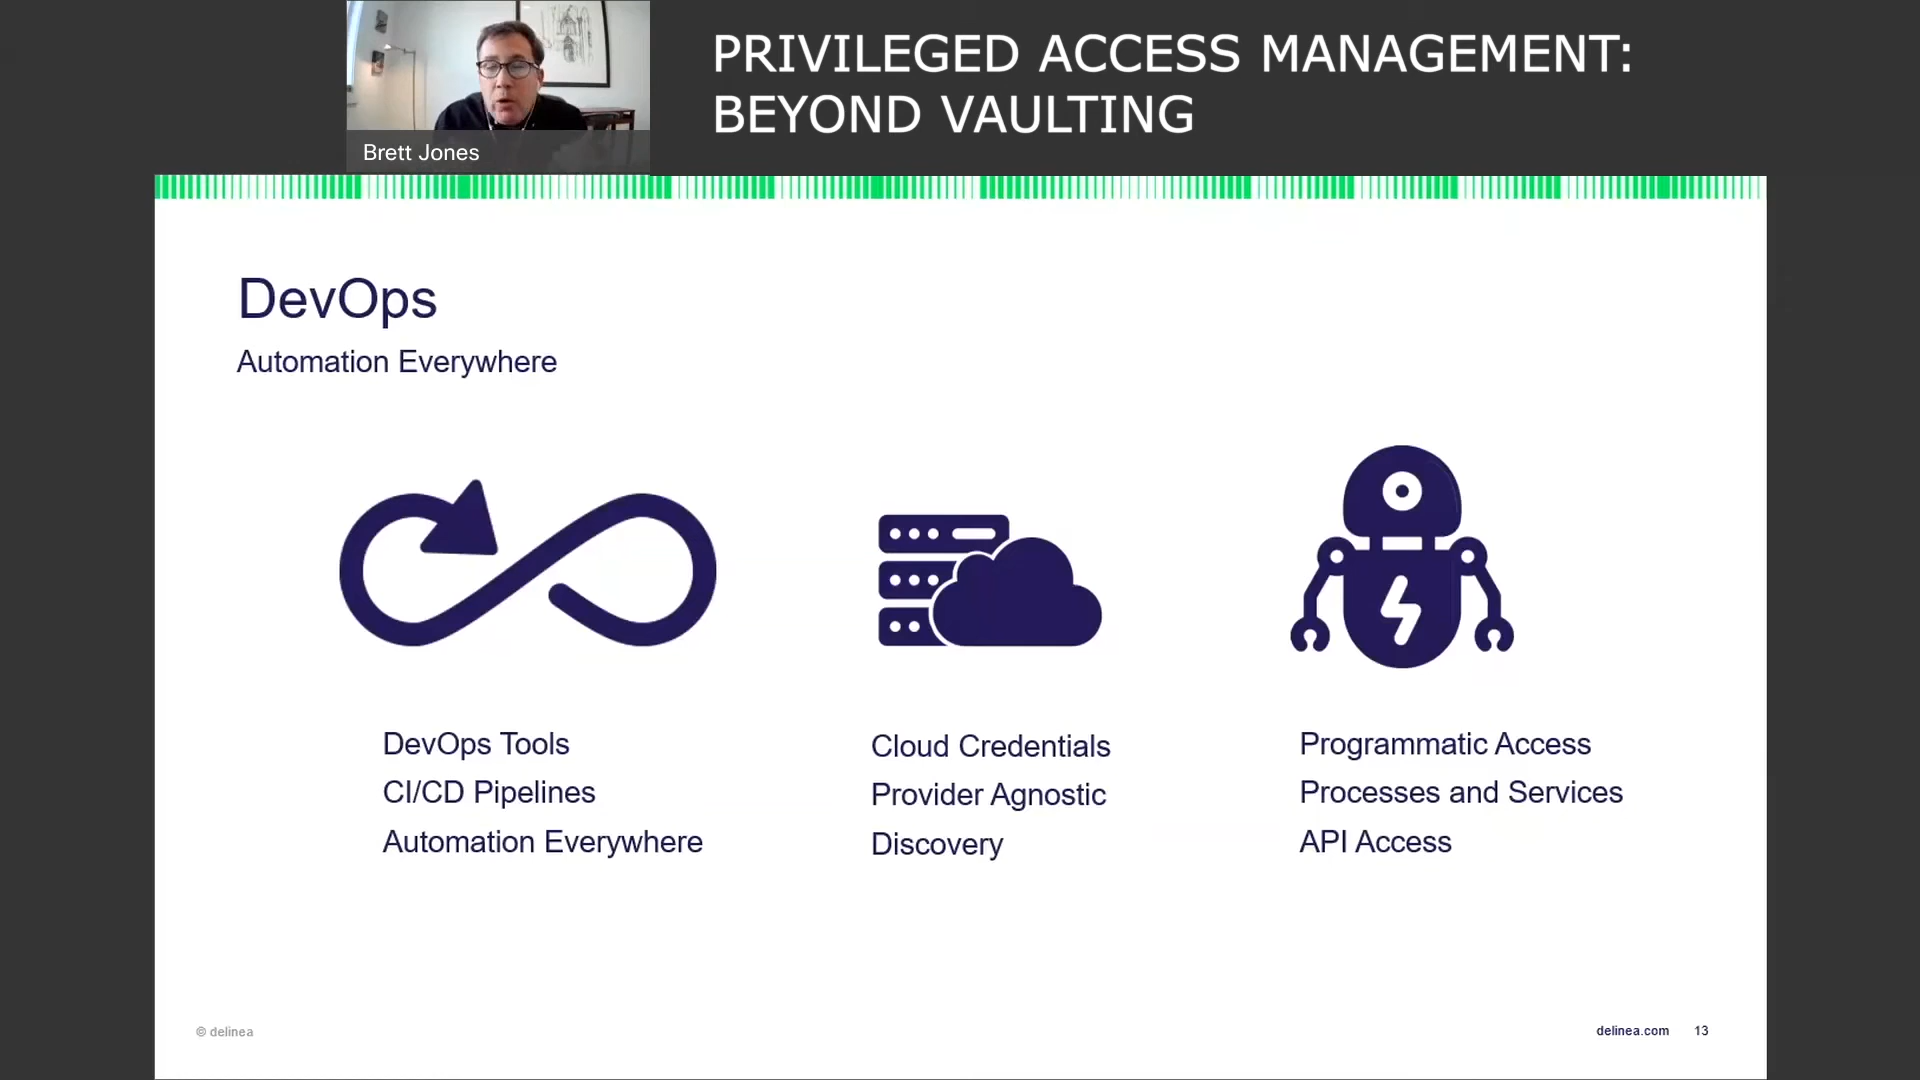 PRIVILEGED ACCESS MANAGEMENT:
BEYOND VAULTING
Brett Jones
DevOps
Automation Everywhere
DevOps Tools
CI/CD Pipelines
Automation Everywhere
Cloud Credentials
Provider Agnostic
Discovery
Programmatic Access
Processes and Services
API Access
© delinea
delinea.com 13